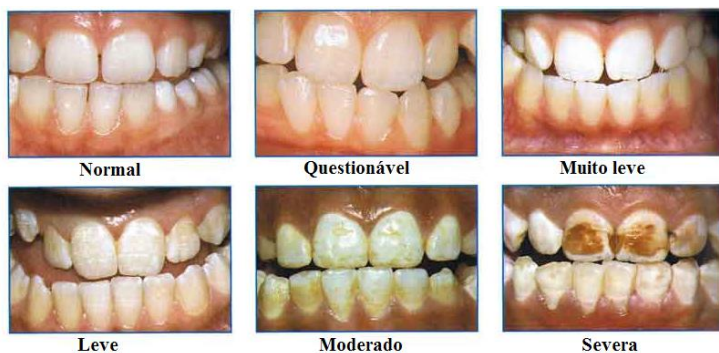 Normal
Questionável
Muito leve
Leve
Moderado
Severa